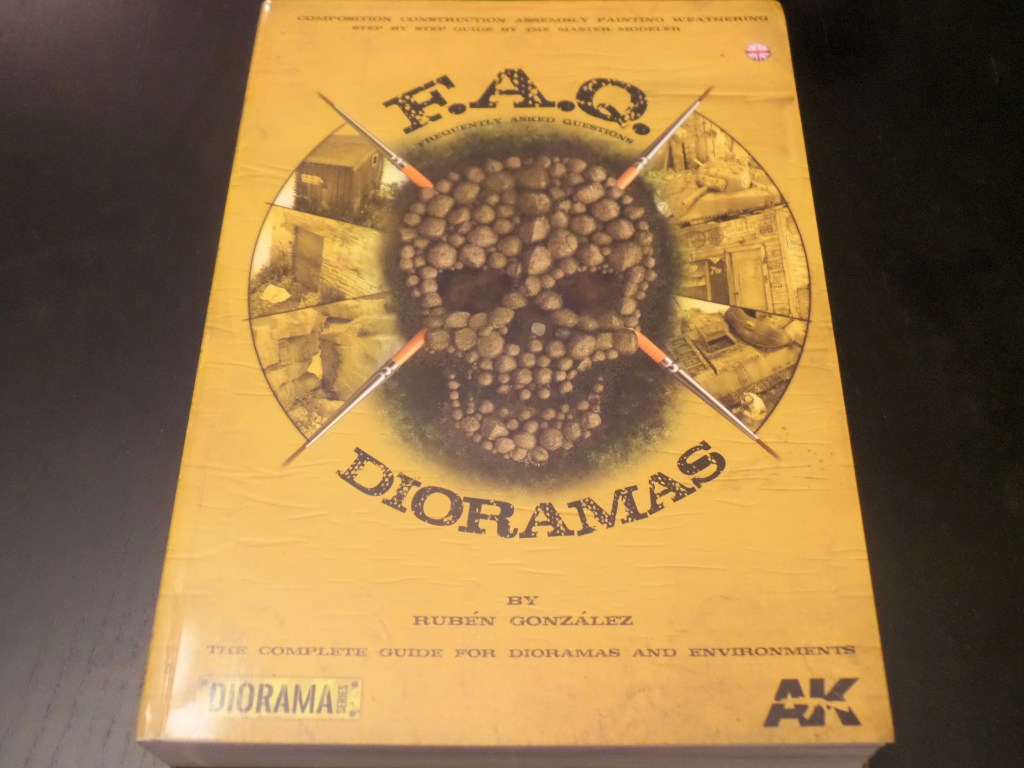 COMPOSITION CONSTRUCTION ASSEMBLY PAINTING WEATHERING
STEP BY STEP GUIDE BY THE MASTER MODELER
F.A.Q.
FREQUENTLY ASKED QUESTIONS
DIORAMAS
BY
RUBÉN GONZÁLEZ
THE COMPLETE GUIDE FOR DIORAMAS AND ENVIRONMENTS
DIORAMA SERIES
AK